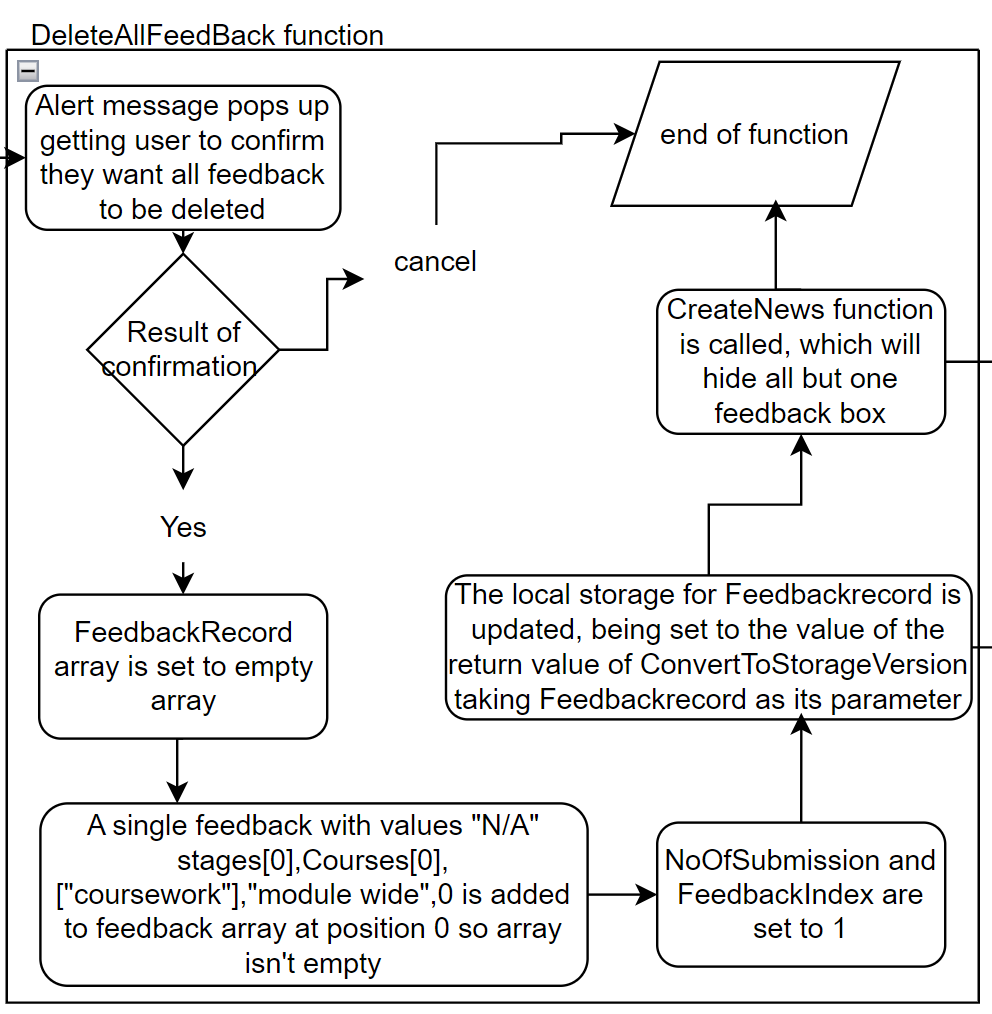 DeleteAllFeedBack function
Alert message pops up
getting user to confirm
they want all feedback
to be deleted
end of function
cancel
Result of
confirmation
Yes
CreateNews function
is called, which will
hide all but one
feedback box
FeedbackRecord
array is set to empty
array
The local storage for Feedbackrecord is
updated, being set to the value of the
return value of ConvertToStorageVersion
taking Feedbackrecord as its parameter
A single feedback with values "N/A"
stages[0],Courses[0],
["coursework"],"module wide",0 is added
to feedback array at position 0 so array
isn't empty
NoOfSubmission and
FeedbackIndex are
set to 1